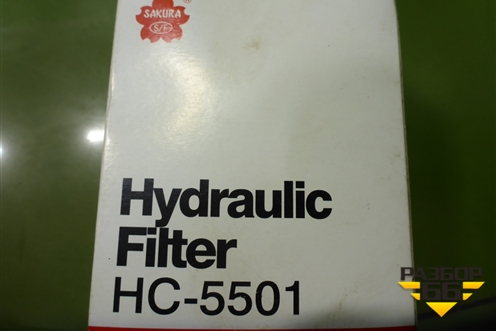 SAKURA
S/F
Hydraulic
Filter
HC-5501
РАЗБОР
66